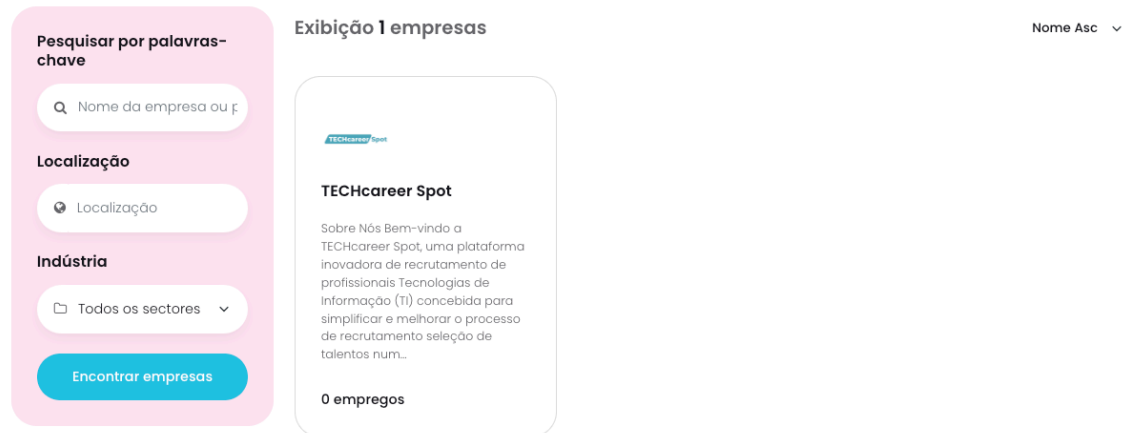 Pesquisar por palavras-
chave
Nome da empresa ou p
Localização
Localização
Indústria
Todos os sectores
Encontrar empresas
Exibição 1 empresas
Nome Asc
TECHcareer Spot
TECHcareer Spot
Sobre Nós Bem-vindo a
TECHcareer Spot, uma plataforma
inovadora de recrutamento de
profissionais Tecnologias de
Informação (TI) concebida para
simplificar e melhorar o processo
de recrutamento seleção de
talentos num...
0 empregos